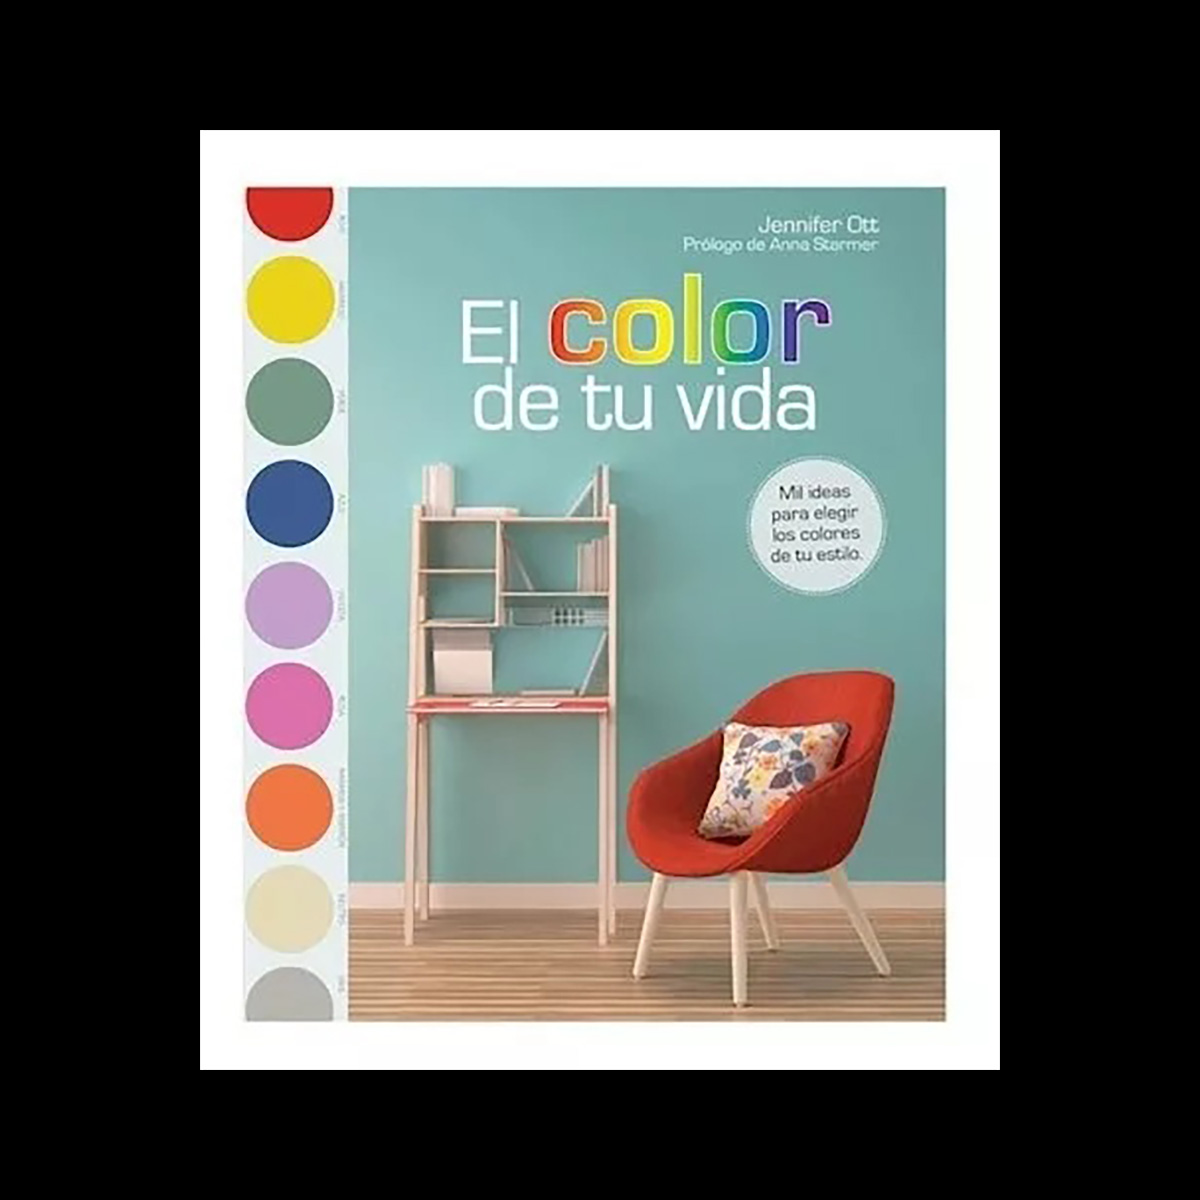 Jennifer Ott
Prólogo de Anna Starmer
El color
de tu vida
Mil ideas
para elegir
los colores
de tu estilo.